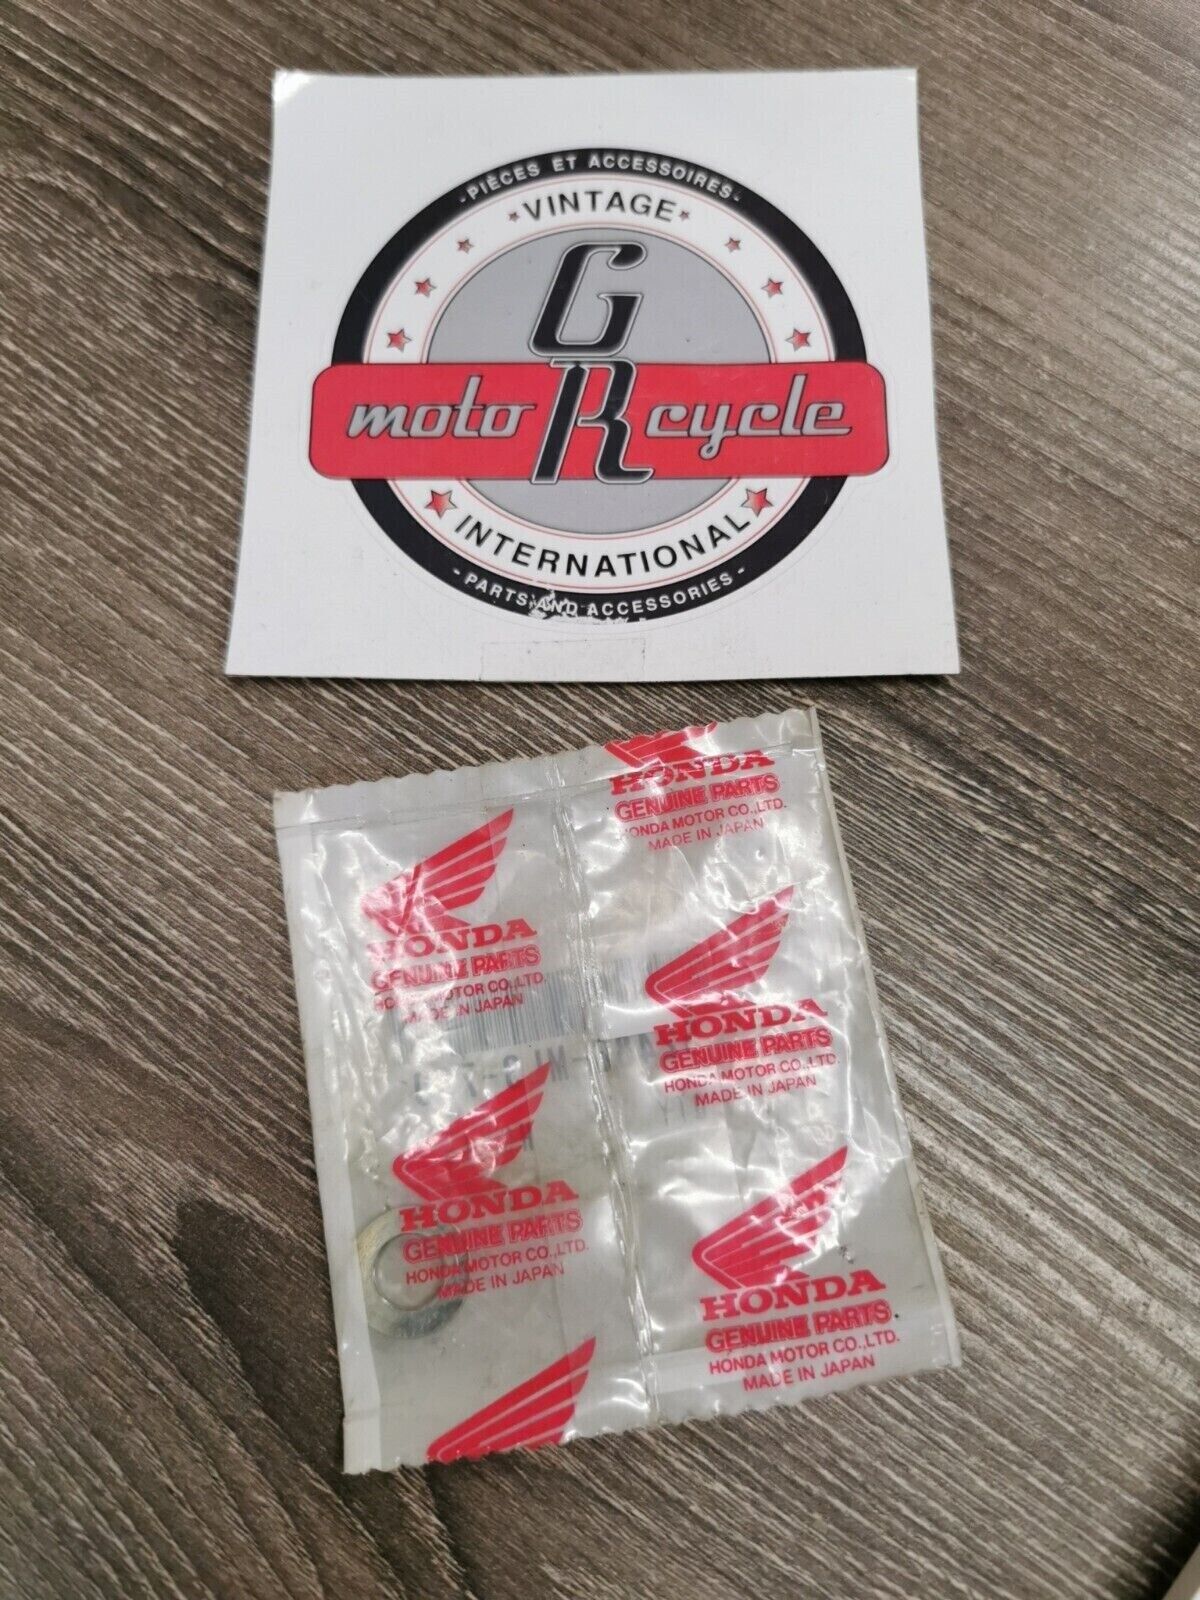 -PIÈCES ET ACCESSOIRES-
VINTAGE
GR
moto cycle
INTERNATIONAL
- PARTS AND ACCESSORIES -
HONDA
GENUINE PARTS
HONDA MOTOR CO.,LTD.
MADE IN JAPAN
HONDA
GENUINE PARTS
HONDA MOTOR CO.,LTD.
MADE IN JAPAN
HONDA
GENUINE PARTS
HONDA MOTOR CO.,LTD.
MADE IN JAPAN
HONDA
GENUINE PARTS
HONDA MOTOR CO.,LTD.
MADE IN JAPAN
HONDA
GENUINE PARTS
HONDA MOTOR CO.,LTD.
MADE IN JAPAN